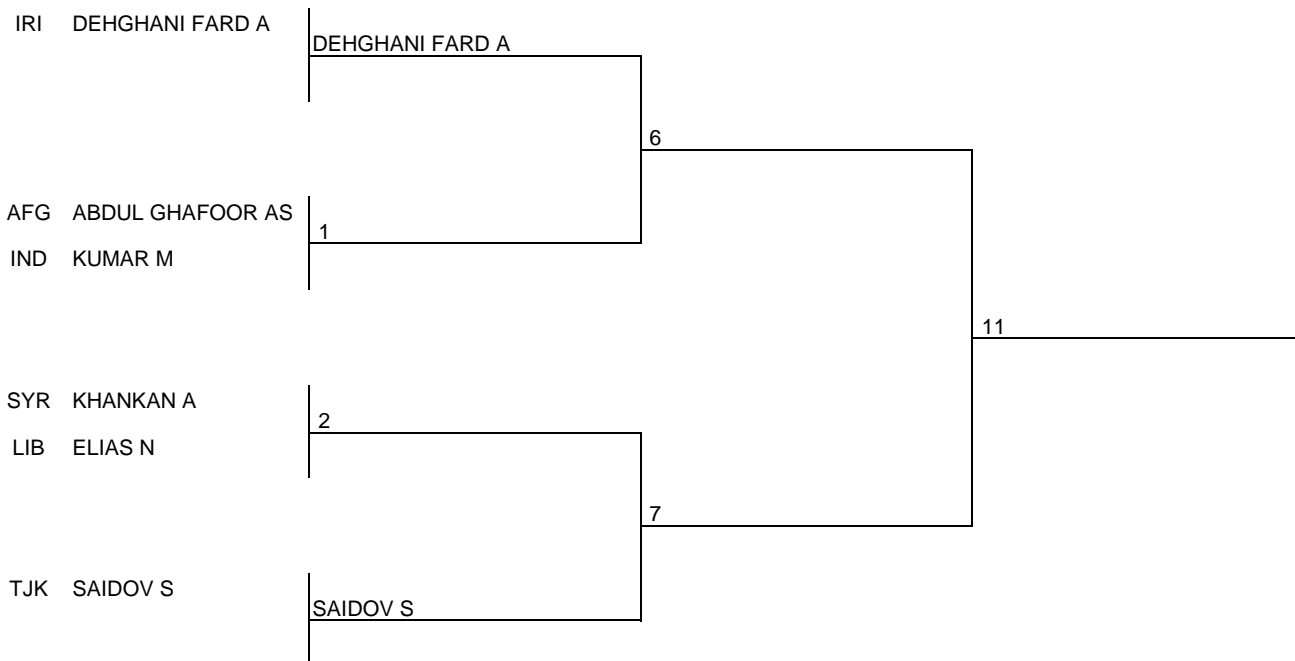 IRI DEHGHANI FARD A
DEHGHANI FARD A
6
AFG ABDUL GHAFOOR AS
1
IND KUMAR M
11
SYR KHANKAN A
2
LIB ELIAS N
7
TJK SAIDOV S
SAIDOV S